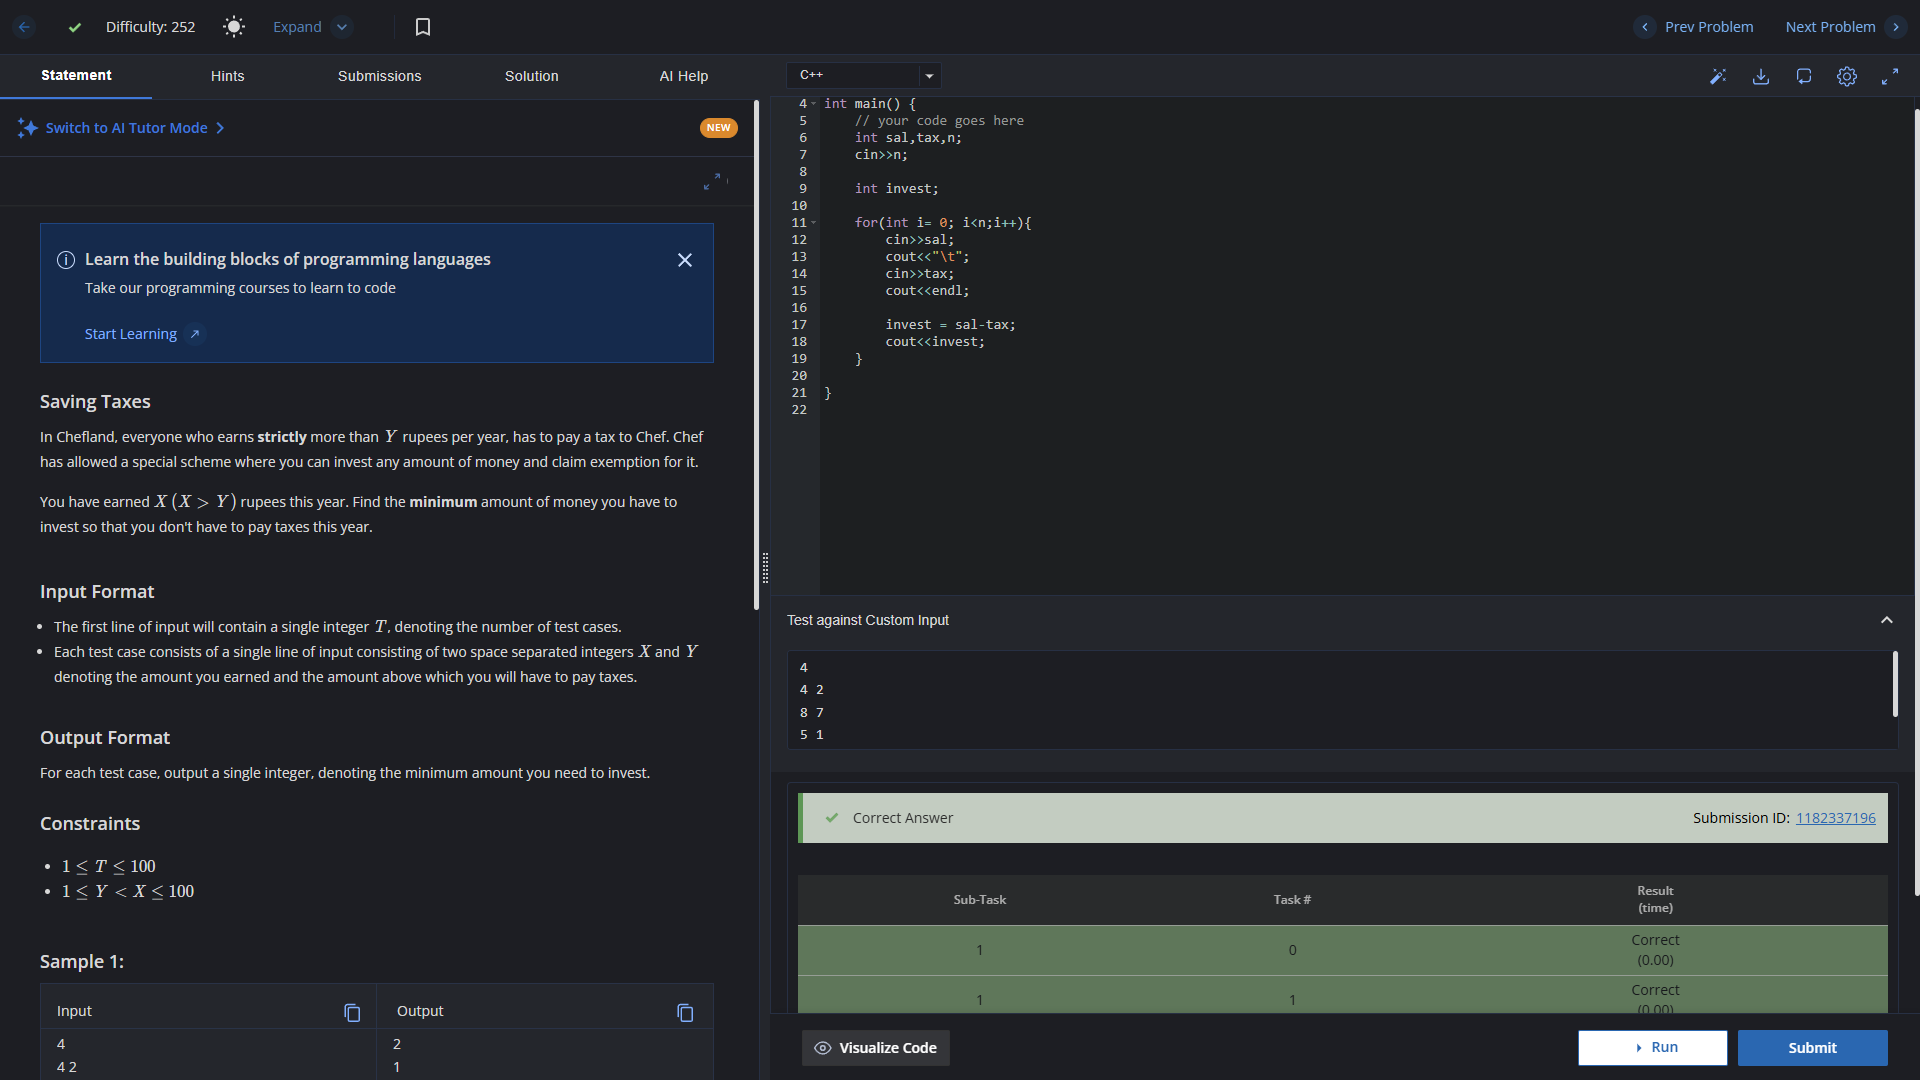 Difficulty: 252
Expand
Prev Problem
Next Problem
Statement
Hints
Submissions
Solution
AI Help
Switch to AI Tutor Mode
NEW
Learn the building blocks of programming languages
Take our programming courses to learn to code
Start Learning
Saving Taxes
In Chefland, everyone who earns strictly more than Y rupees per year, has to pay a tax to Chef. Chef
has allowed a special scheme where you can invest any amount of money and claim exemption for it.
You have earned X (X > Y) rupees this year. Find the minimum amount of money you have to
invest so that you don't have to pay taxes this year.
Input Format
• The first line of input will contain a single integer T, denoting the number of test cases.
• Each test case consists of a single line of input consisting of two space separated integers X and Y
denoting the amount you earned and the amount above which you will have to pay taxes.
Output Format
For each test case, output a single integer, denoting the minimum amount you need to invest.
Constraints
• 1 ≤ T ≤ 100
• 1 ≤ Y < X ≤ 100
Sample 1:
Input
Output
4
2
4 2
1
C++
4 int main() {
5     // your code goes here
6     int sal,tax,n;
7     cin>>n;
8
9     int invest;
10
11     for(int i= 0; i<n;i++){
12         cin>>sal;
13         cout<<"\t";
14         cin>>tax;
15         cout<<endl;
16
17         invest = sal-tax;
18         cout<<invest;
19     }
20
21 }
22
Test against Custom Input
4
4 2
8 7
5 1
Correct Answer
Submission ID: 1182337196
Sub-Task
Task #
Result
(time)
1
0
Correct
(0.00)
1
1
Correct
(0.00)
Visualize Code
Run
Submit